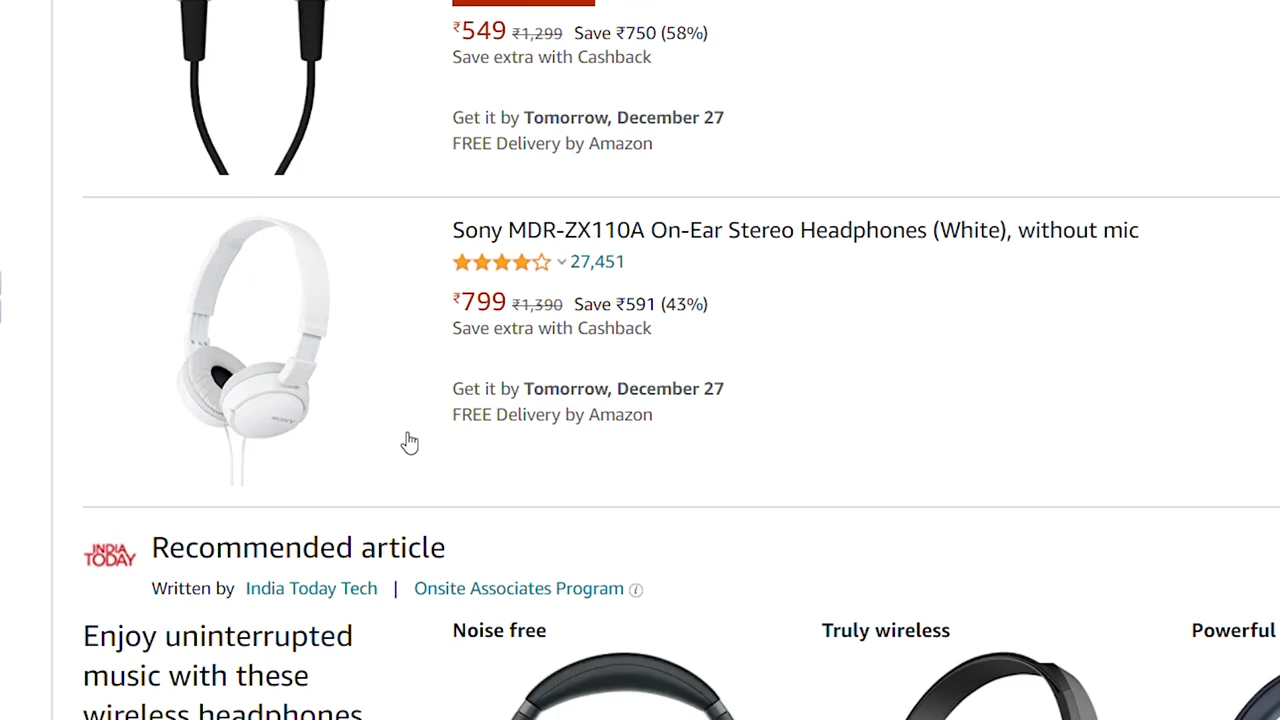 ₹549 ₹1,299 Save ₹750 (58%)
Save extra with Cashback
Get it by Tomorrow, December 27
FREE Delivery by Amazon
Sony MDR-ZX110A On-Ear Stereo Headphones (White), without mic
27,451
₹799 ₹1,390 Save ₹591 (43%)
Save extra with Cashback
Get it by Tomorrow, December 27
FREE Delivery by Amazon
SONY
INDIA
TODAY
Recommended article
Written by India Today Tech | Onsite Associates Program
Enjoy uninterrupted
music with these
wireless headphones
Noise free
Truly wireless
Powerful